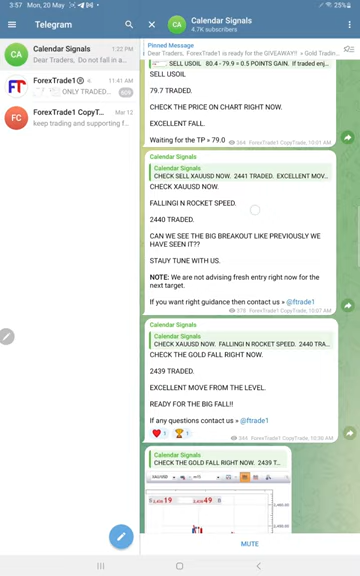 3:57 Mon, 20 May
25%
Telegram
Calendar Signals
4.7K subscribers
CA
Calendar Signals
1:22 PM
Dear Traders, Do not fall in a
ForexTrade1®
11:41 AM
ONLY TRADED...
609
FC
ForexTrade1 CopyT...
Mar 12
keep trading and supporting f...
CA
Pinned Message
Dear Traders, ForexTrade1 is ready for the GIVEAWAY!! » Gold Trading
SELL USOIL 80.4 - 79.9 = 0.5 POINTS GAIN. If traded enj...
SELL USOIL
79.7 TRADED.
CHECK THE PRICE ON CHART RIGHT NOW.
EXCELLENT FALL.
Waiting for the TP » 79.0
384 ForexTrade1 CopyTrade, 10:01 AM
Calendar Signals
CHECK SELL XAUUSD NOW. 2441 TRADED. EXCELLENT MOV...
CHECK XAUUSD NOW.
FALLINGI N ROCKET SPEED.
2440 TRADED.
CAN WE SEE THE BIG BREAKOUT LIKE PREVIOUSLY WE
HAVE SEEN IT??
STAUY TUNE WITH US.
NOTE: We are not advising fresh entry right now for the
next target.
If you want right guidance then contact us » @ftrade1
378 ForexTrade1 CopyTrade, 10:07 AM
Calendar Signals
CHECK XAUUSD NOW. FALLINGI N ROCKET SPEED. 2440 TRA...
CHECK THE GOLD FALL RIGHT NOW.
2439 TRADED.
EXCELLENT MOVE FROM THE LEVEL.
READY FOR THE BIG FALL!!
If any questions contact us » @ftrade1
1 1
384 ForexTrade1 CopyTrade, 10:36 AM
Calendar Signals
CHECK THE GOLD FALL RIGHT NOW. 2439 T...
MUTE